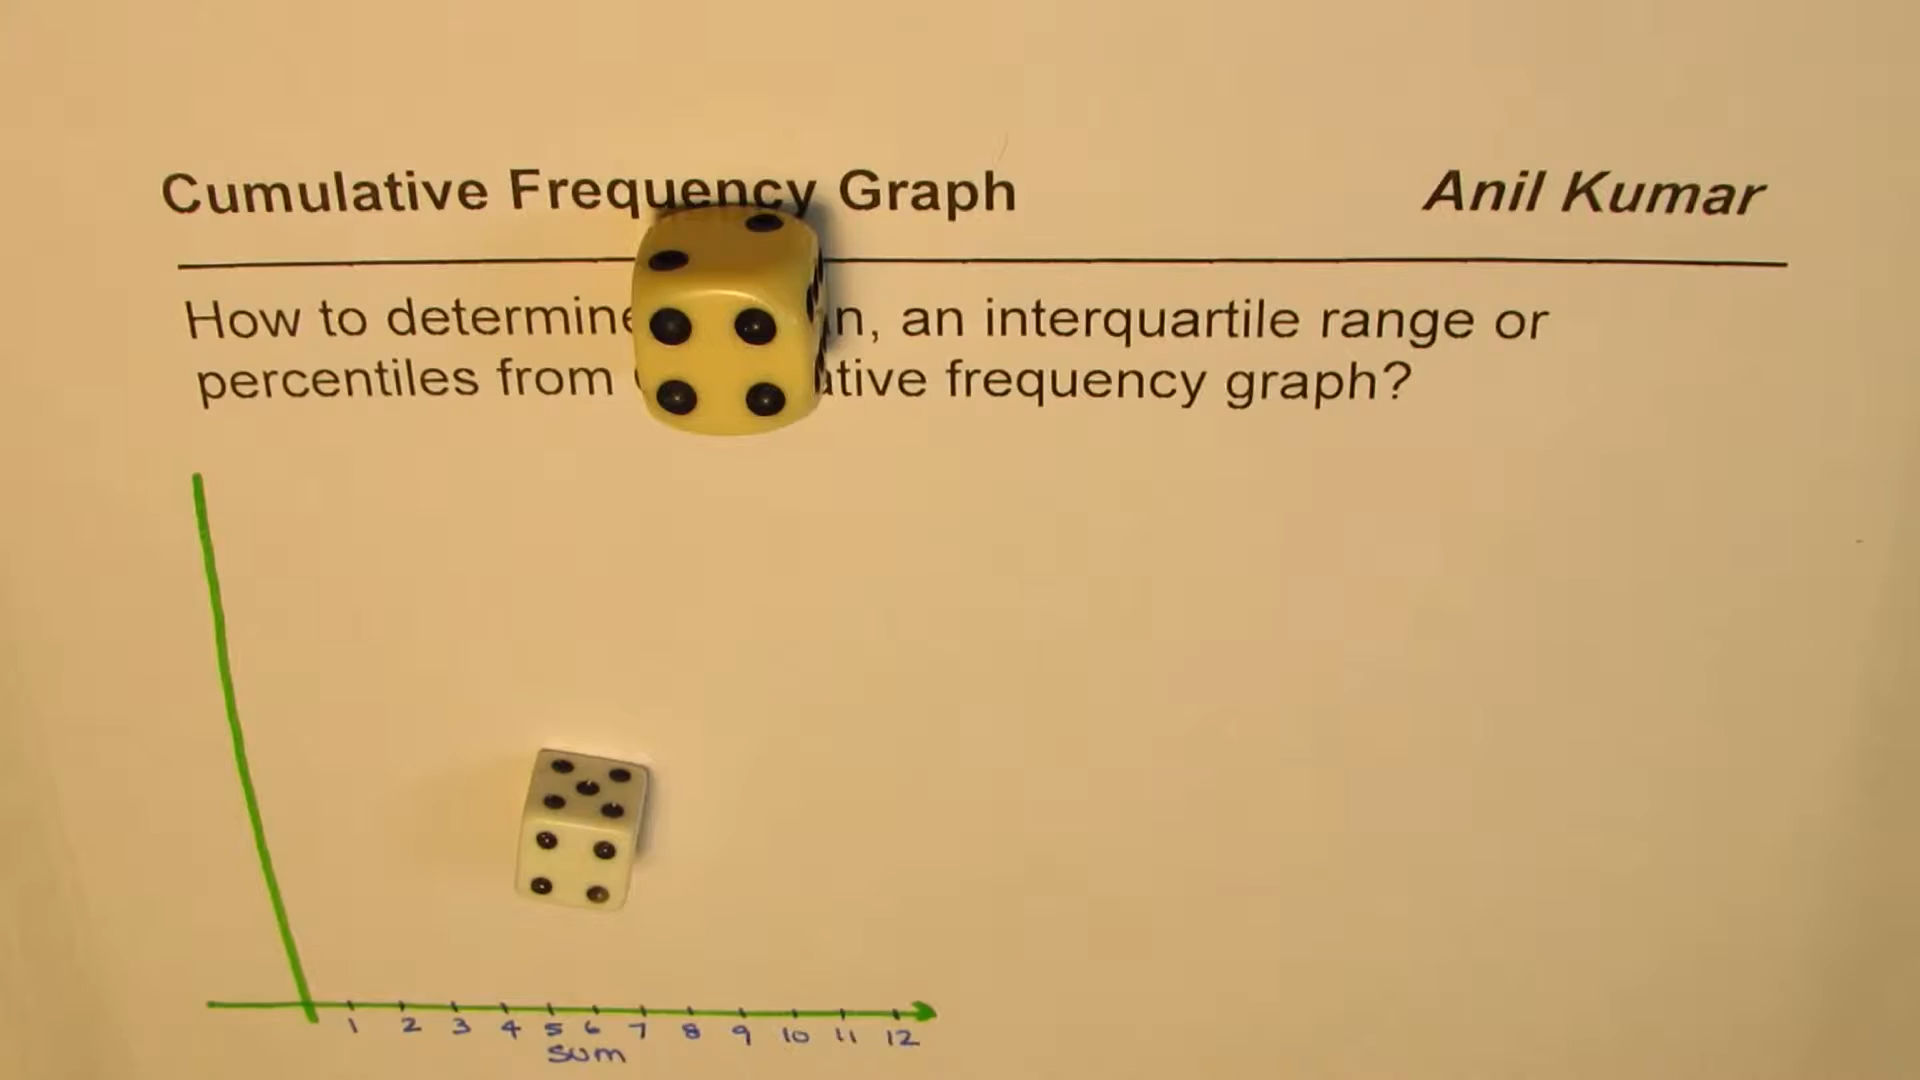 Cumulative Frequency Graph Anil Kumar
How to determine n, an interquartile range or
percentiles from ative frequency graph?
1 2 3 4 5 6 7 8 9 10 11 12
sum